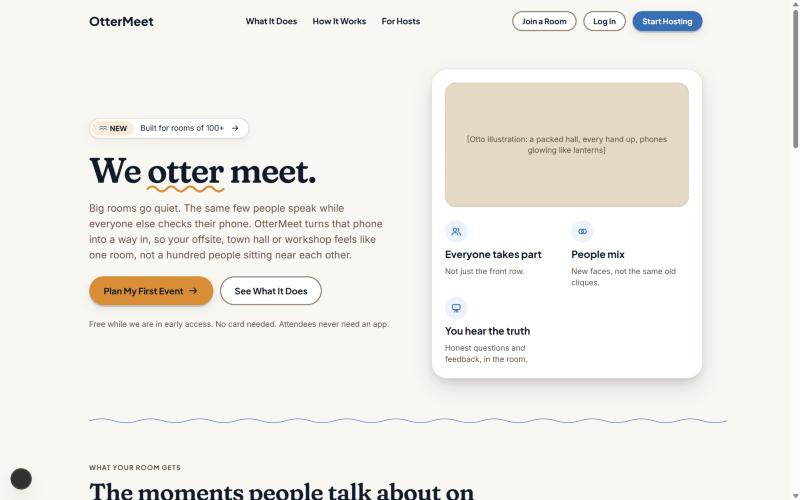 OtterMeet
What It Does
How It Works
For Hosts
Join a Room
Log In
Start Hosting
NEW
Built for rooms of 100+ →
We otter meet.
Big rooms go quiet. The same few people speak while
everyone else checks their phone. OtterMeet turns that phone
into a way in, so your offsite, town hall or workshop feels like
one room, not a hundred people sitting near each other.
Plan My First Event →
See What It Does
Free while we are in early access. No card needed. Attendees never need an app.
[Otto illustration: a packed hall, every hand up, phones
glowing like lanterns]
Everyone takes part
Not just the front row.
People mix
New faces, not the same old
cliques.
You hear the truth
Honest questions and
feedback, in the room.
WHAT YOUR ROOM GETS
The moments people talk about on